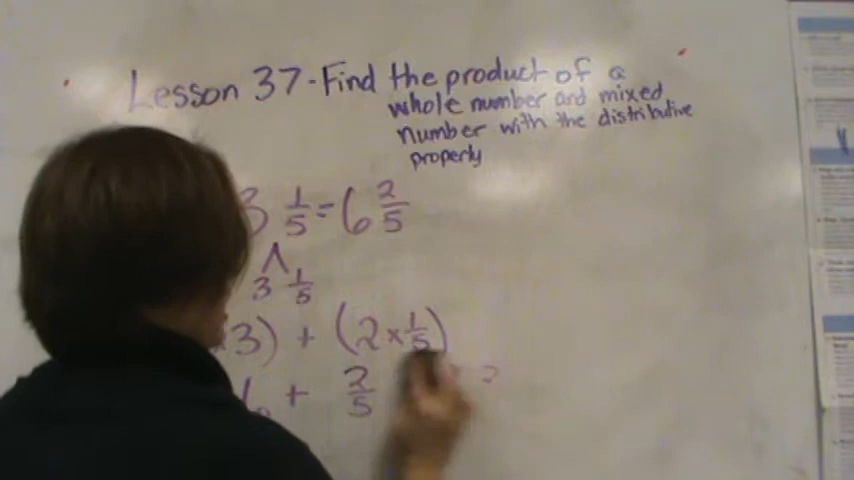 Lesson 37 - Find the product of a
whole number and mixed
number with the distributive
property
3 1/5 = 6 2/5
3 1/5
3) + (2 × 1/5)
6 + 2/5